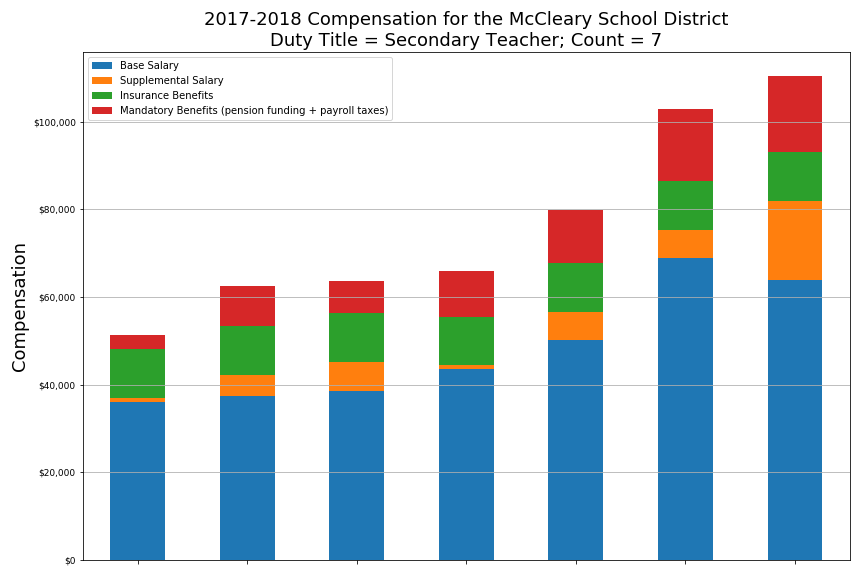 2017-2018 Compensation for the McCleary School District
Duty Title = Secondary Teacher; Count = 7
Base Salary
Supplemental Salary
Insurance Benefits
Mandatory Benefits (pension funding + payroll taxes)
$100,000
$80,000
$60,000
$40,000
$20,000
$0
Compensation